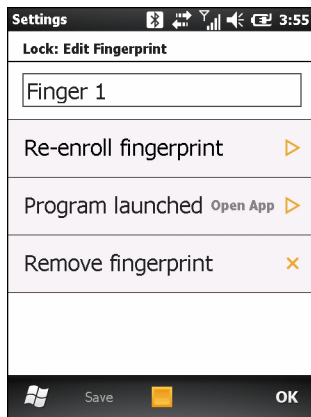 Settings 3:55
Lock: Edit Fingerprint
Finger 1
Re-enroll fingerprint
Program launched Open App
Remove fingerprint
Save OK